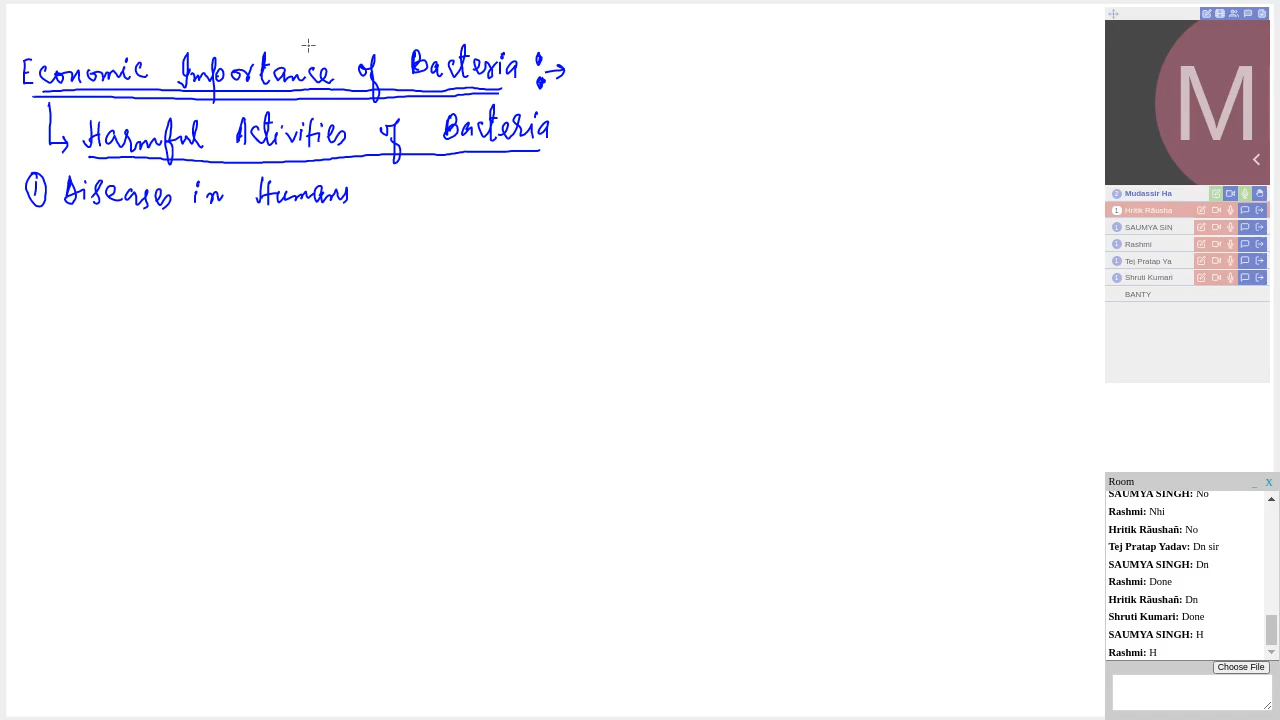 Economic Importance of Bacteria :→
↳ Harmful Activities of Bacteria
① Diseases in Humans
M
Mudassir Ha
Hritik Răusha
SAUMYA SIN
Rashmi
Tej Pratap Ya
Shruti Kumari
BANTY
Room _ X
SAUMYA SINGH: No
Rashmi: Nhi
Hritik Răushañ: No
Tej Pratap Yadav: Dn sir
SAUMYA SINGH: Dn
Rashmi: Done
Hritik Răushañ: Dn
Shruti Kumari: Done
SAUMYA SINGH: H
Rashmi: H
Choose File